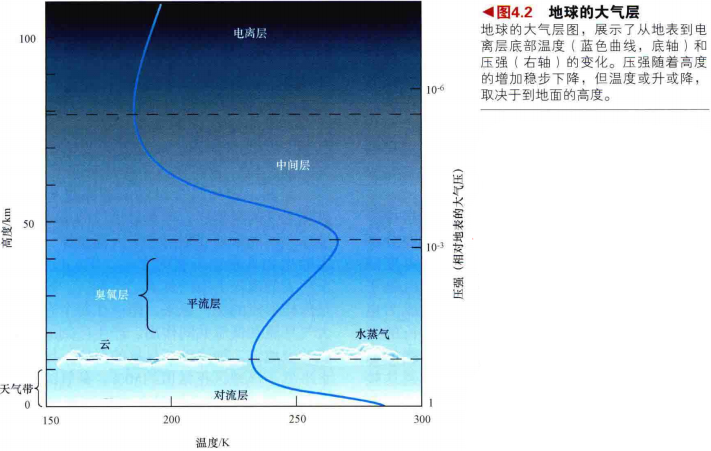 ◀图4.2 地球的大气层
地球的大气层图，展示了从地表到电
离层底部温度（蓝色曲线，底轴）和
压强（右轴）的变化。压强随着高度
的增加稳步下降，但温度或升或降，
取决于到地面的高度。
100
电离层
10-6
中间层
高度/km
50
压强（相对地表的大气压）
10-3
臭氧层
平流层
水蒸气
云
天气带
对流层
0
1
150
200
250
300
温度/K